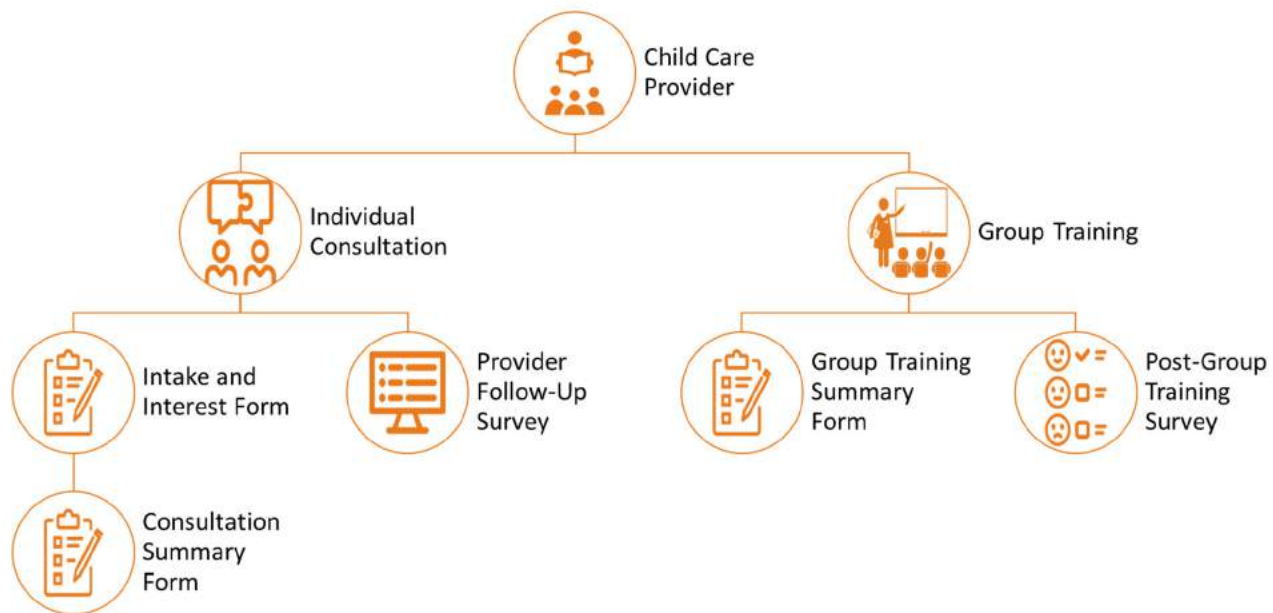 Child Care
Provider
Individual
Consultation
Group Training
Intake and
Interest Form
Provider
Follow-Up
Survey
Group Training
Summary
Form
Post-Group
Training
Survey
Consultation
Summary
Form